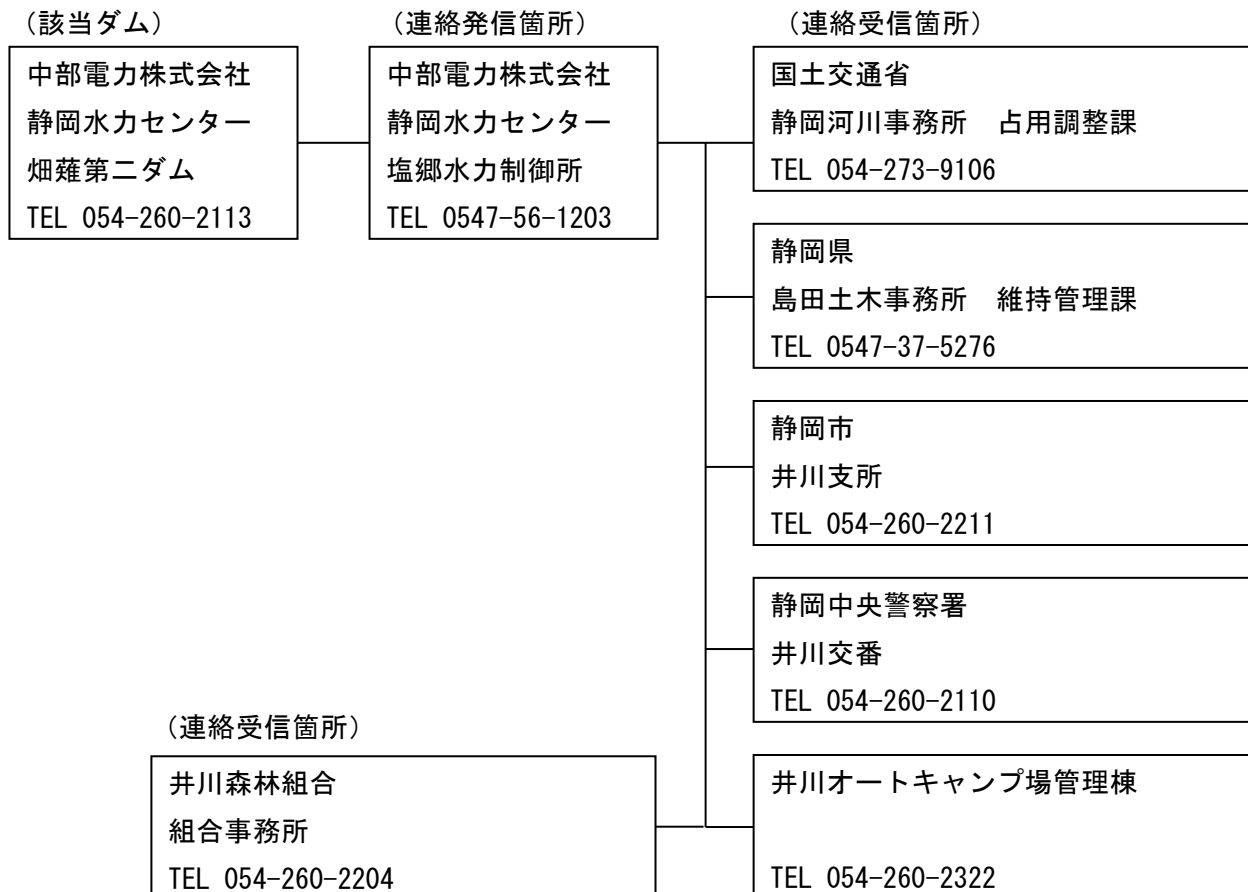 （該当ダム）
中部電力株式会社
静岡水力センター
畑薙第二ダム
TEL 054-260-2113
（連絡発信箇所）
中部電力株式会社
静岡水力センター
塩郷水力制御所
TEL 0547-56-1203
（連絡受信箇所）
国土交通省
静岡河川事務所　占用調整課
TEL 054-273-9106
静岡県
島田土木事務所　維持管理課
TEL 0547-37-5276
静岡市
井川支所
TEL 054-260-2211
静岡中央警察署
井川交番
TEL 054-260-2110
（連絡受信箇所）
井川森林組合
組合事務所
TEL 054-260-2204
井川オートキャンプ場管理棟
TEL 054-260-2322